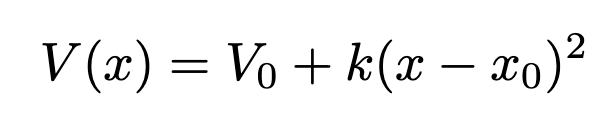 V(x) = V₀ + k(x − x₀)²